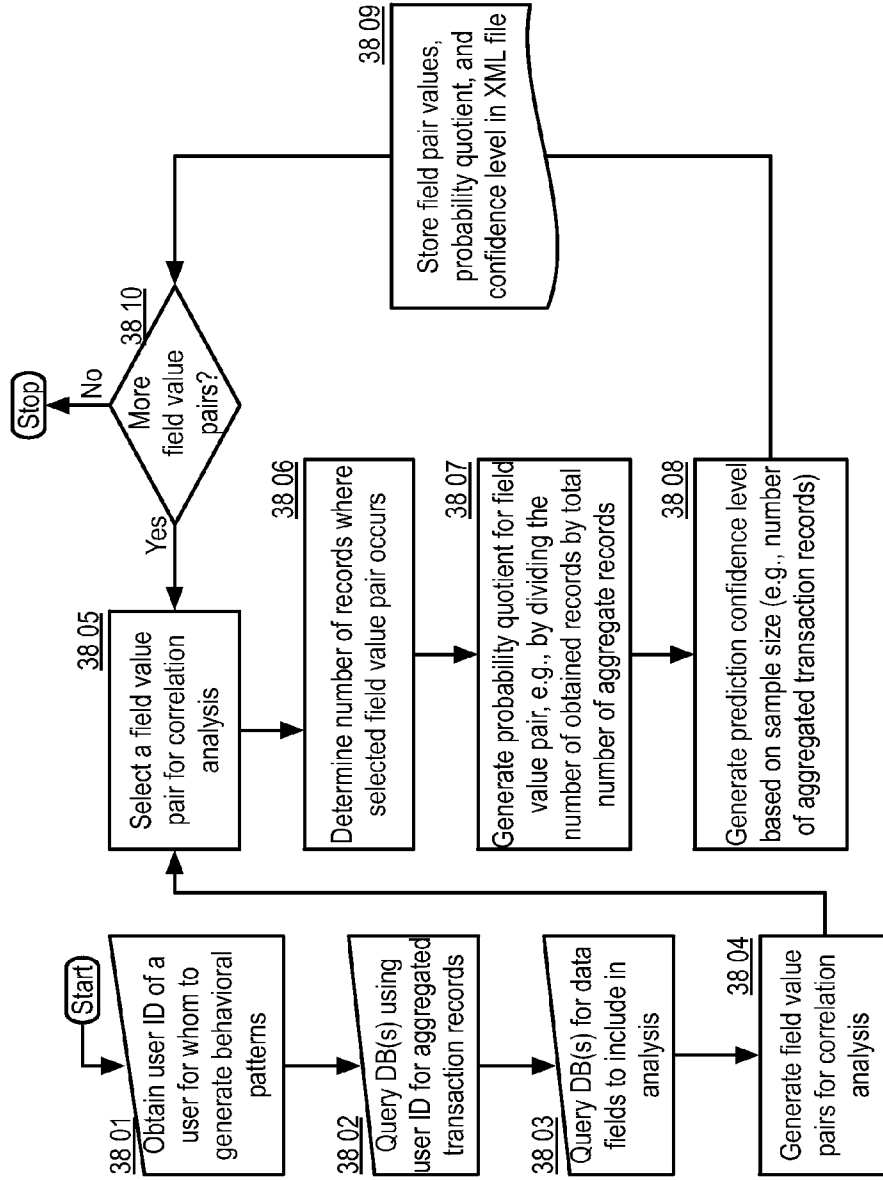 Start
38 01
Obtain user ID of a
user for whom to
generate behavioral
patterns
38 02
Query DB(s) using
user ID for aggregated
transaction records
38 03
Query DB(s) for data
fields to include in
analysis
38 04
Generate field value
pairs for correlation
analysis
38 05
Select a field value
pair for correlation
analysis
38 06
Determine number of records where
selected field value pair occurs
38 07
Generate probability quotient for field
value pair, e.g., by dividing the
number of obtained records by total
number of aggregate records
38 08
Generate prediction confidence level
based on sample size (e.g., number
of aggregated transaction records)
38 09
Store field pair values,
probability quotient, and
confidence level in XML file
38 10
More
field value
pairs?
Yes
No
Stop